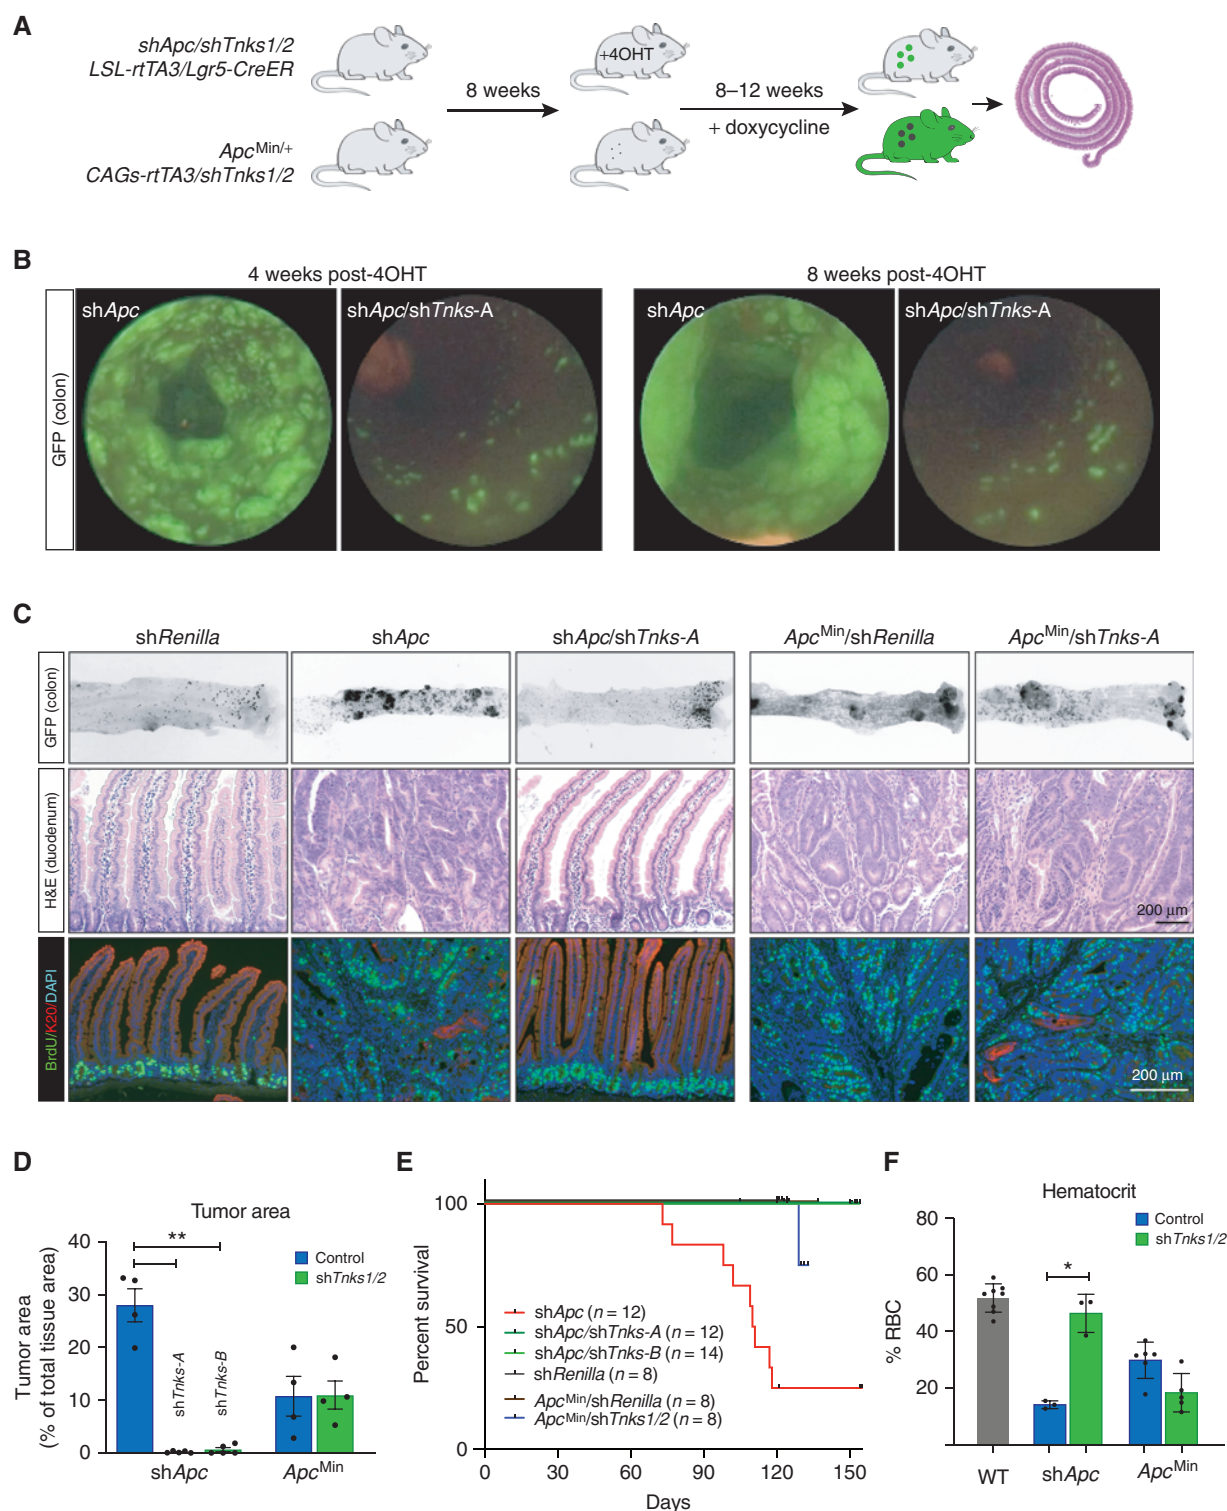 A
shApc/shTnks1/2
LSL-rtTA3/Lgr5-CreER
ApcMin/+
CAGs-rtTA3/shTnks1/2
8 weeks
+4OHT
8–12 weeks
+ doxycycline
B
4 weeks post-4OHT
8 weeks post-4OHT
GFP (colon)
shApc
shApc/shTnks-A
shApc
shApc/shTnks-A
C
shRenilla
shApc
shApc/shTnks-A
ApcMin/shRenilla
ApcMin/shTnks-A
GFP (colon)
H&E (duodenum)
200 μm
BrdU/K20/DAPI
200 μm
D
Tumor area
Tumor area
(% of total tissue area)
40
30
20
10
0
**
Control
shTnks1/2
shTnks-A
shTnks-B
shApc
ApcMin
E
Percent survival
100
50
0
shApc (n = 12)
shApc/shTnks-A (n = 12)
shApc/shTnks-B (n = 14)
shRenilla (n = 8)
ApcMin/shRenilla (n = 8)
ApcMin/shTnks1/2 (n = 8)
0 30 60 90 120 150
Days
F
Hematocrit
% RBC
80
60
40
20
Control
shTnks1/2
*
WT
shApc
ApcMin